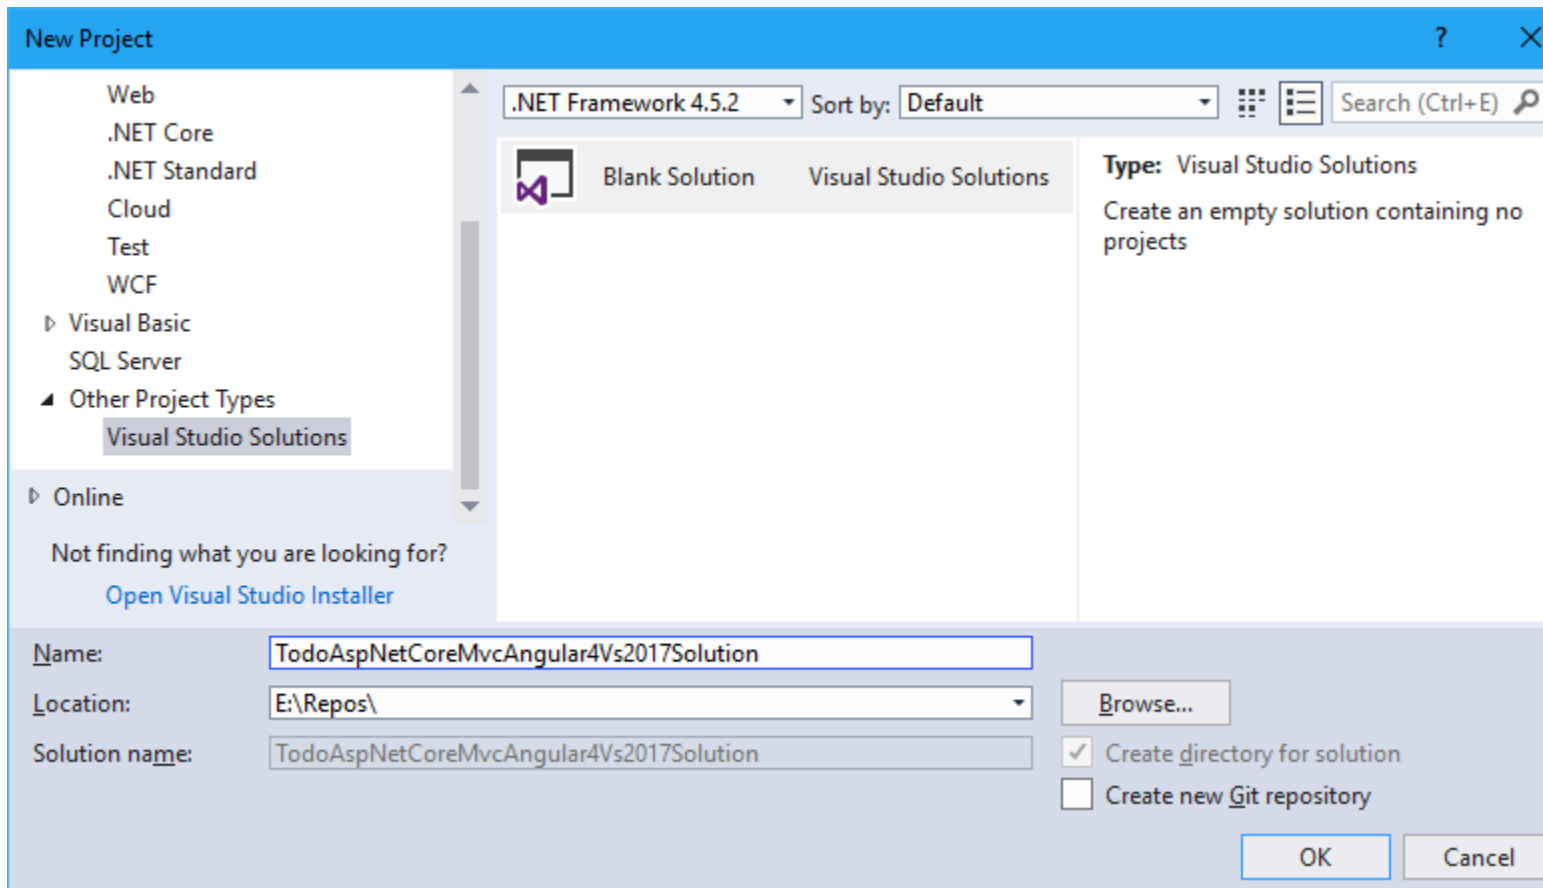 New Project
?
Web
.NET Core
.NET Standard
Cloud
Test
WCF
Visual Basic
SQL Server
Other Project Types
Visual Studio Solutions
Online
Not finding what you are looking for?
Open Visual Studio Installer
.NET Framework 4.5.2
Sort by: Default
Search (Ctrl+E)
Blank Solution Visual Studio Solutions
Type: Visual Studio Solutions
Create an empty solution containing no
projects
Name: TodoAspNetCoreMvcAngular4Vs2017Solution
Location: E:\Repos\
Browse...
Solution name: TodoAspNetCoreMvcAngular4Vs2017Solution
Create directory for solution
Create new Git repository
OK Cancel